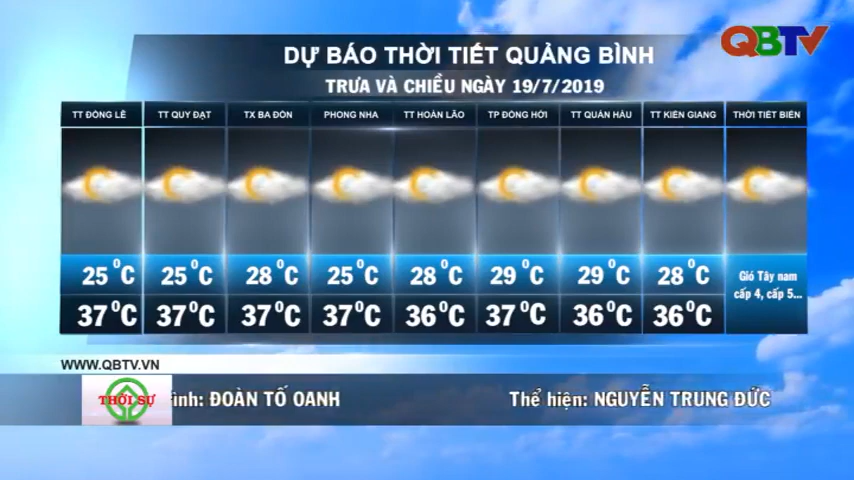 QBTV
DỰ BÁO THỜI TIẾT QUẢNG BÌNH
TRƯA VÀ CHIỀU NGÀY 19/7/2019
TT ĐỒNG LÊ TT QUY ĐẠT TX BA ĐỒN PHONG NHA TT HOÀN LÃO TP ĐỒNG HỚI TT QUÁN HÀU TT KIẾN GIANG THỜI TIẾT BIỂN
25°C 25°C 28°C 25°C 28°C 29°C 29°C 28°C
37°C 37°C 37°C 37°C 36°C 37°C 36°C 36°C
Gió Tây nam
cấp 4, cấp 5...
WWW.QBTV.VN
THỜI SỰ ình: ĐOÀN TỐ OANH Thể hiện: NGUYỄN TRUNG ĐỨC